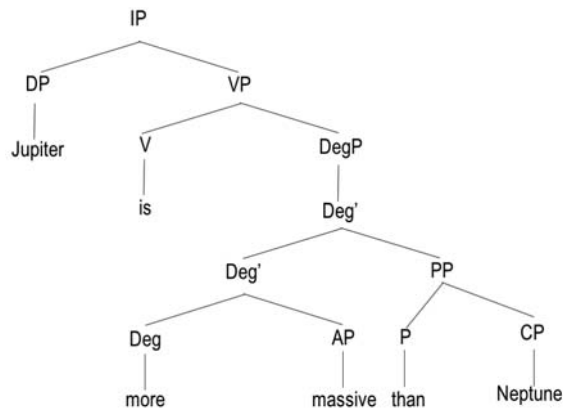 IP
DP VP
Jupiter V DegP
is Deg'
Deg' PP
Deg AP P CP
more massive than Neptune